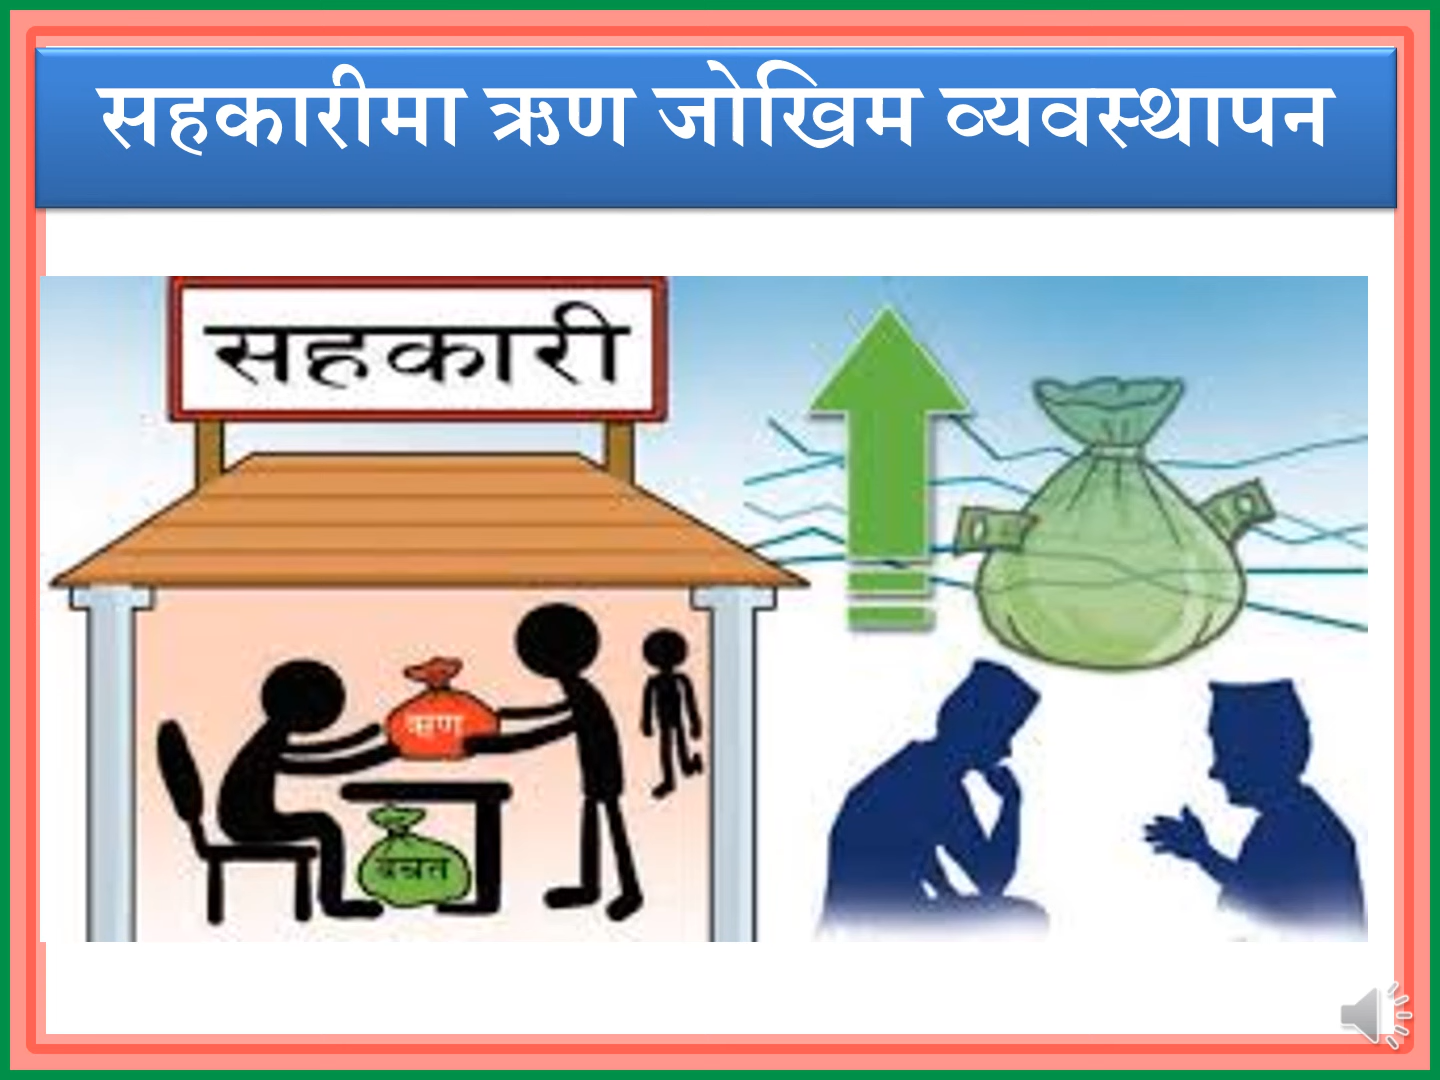 सहकारीमा ऋण जोखिम व्यवस्थापन
सहकारी
ऋण
बचत